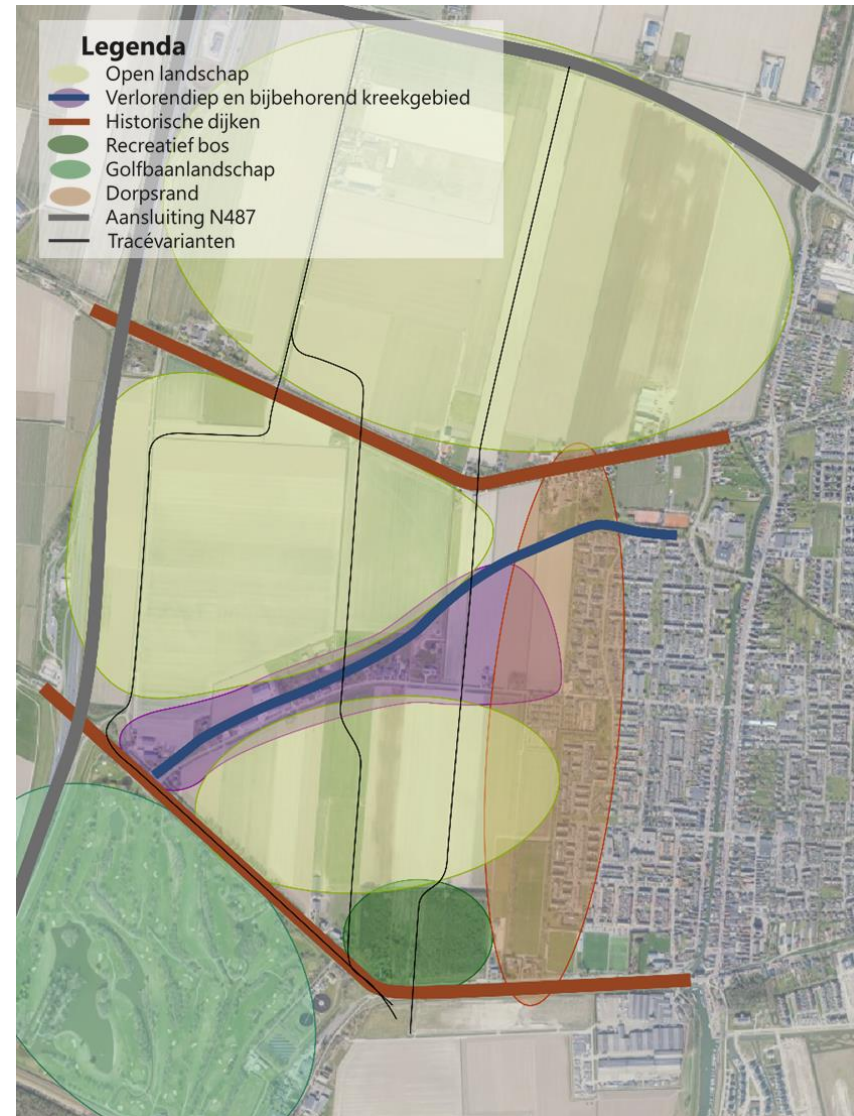 Legenda
Open landschap
Verlorendiep en bijbehorend kreekgebied
Historische dijken
Recreatief bos
Golfbaanlandschap
Dorpsrand
Aansluiting N487
Tracévarianten